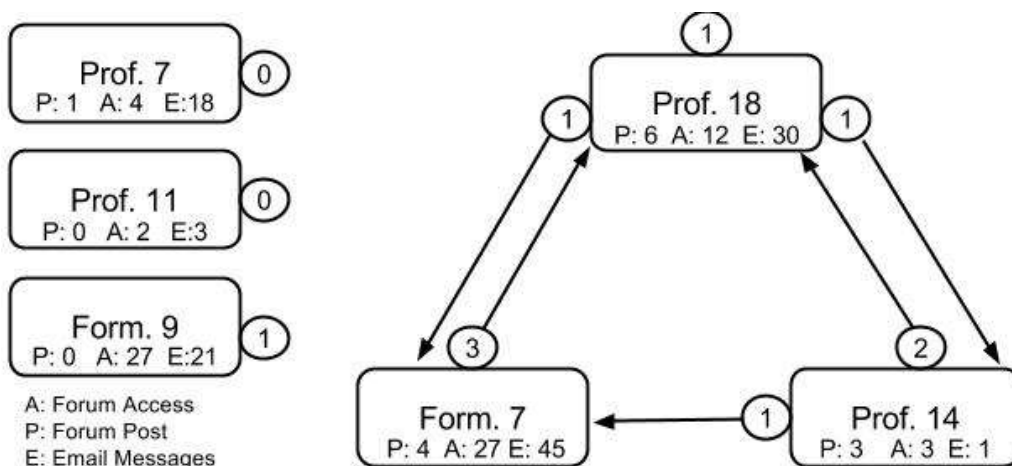 Prof. 7
P: 1 A: 4 E:18
0
Prof. 11
P: 0 A: 2 E:3
0
Form. 9
P: 0 A: 27 E:21
1
A: Forum Access
P: Forum Post
E: Email Messages
1
Prof. 18
P: 6 A: 12 E: 30
1
1
3
2
Form. 7
P: 4 A: 27 E: 45
1
Prof. 14
P: 3 A: 3 E: 1